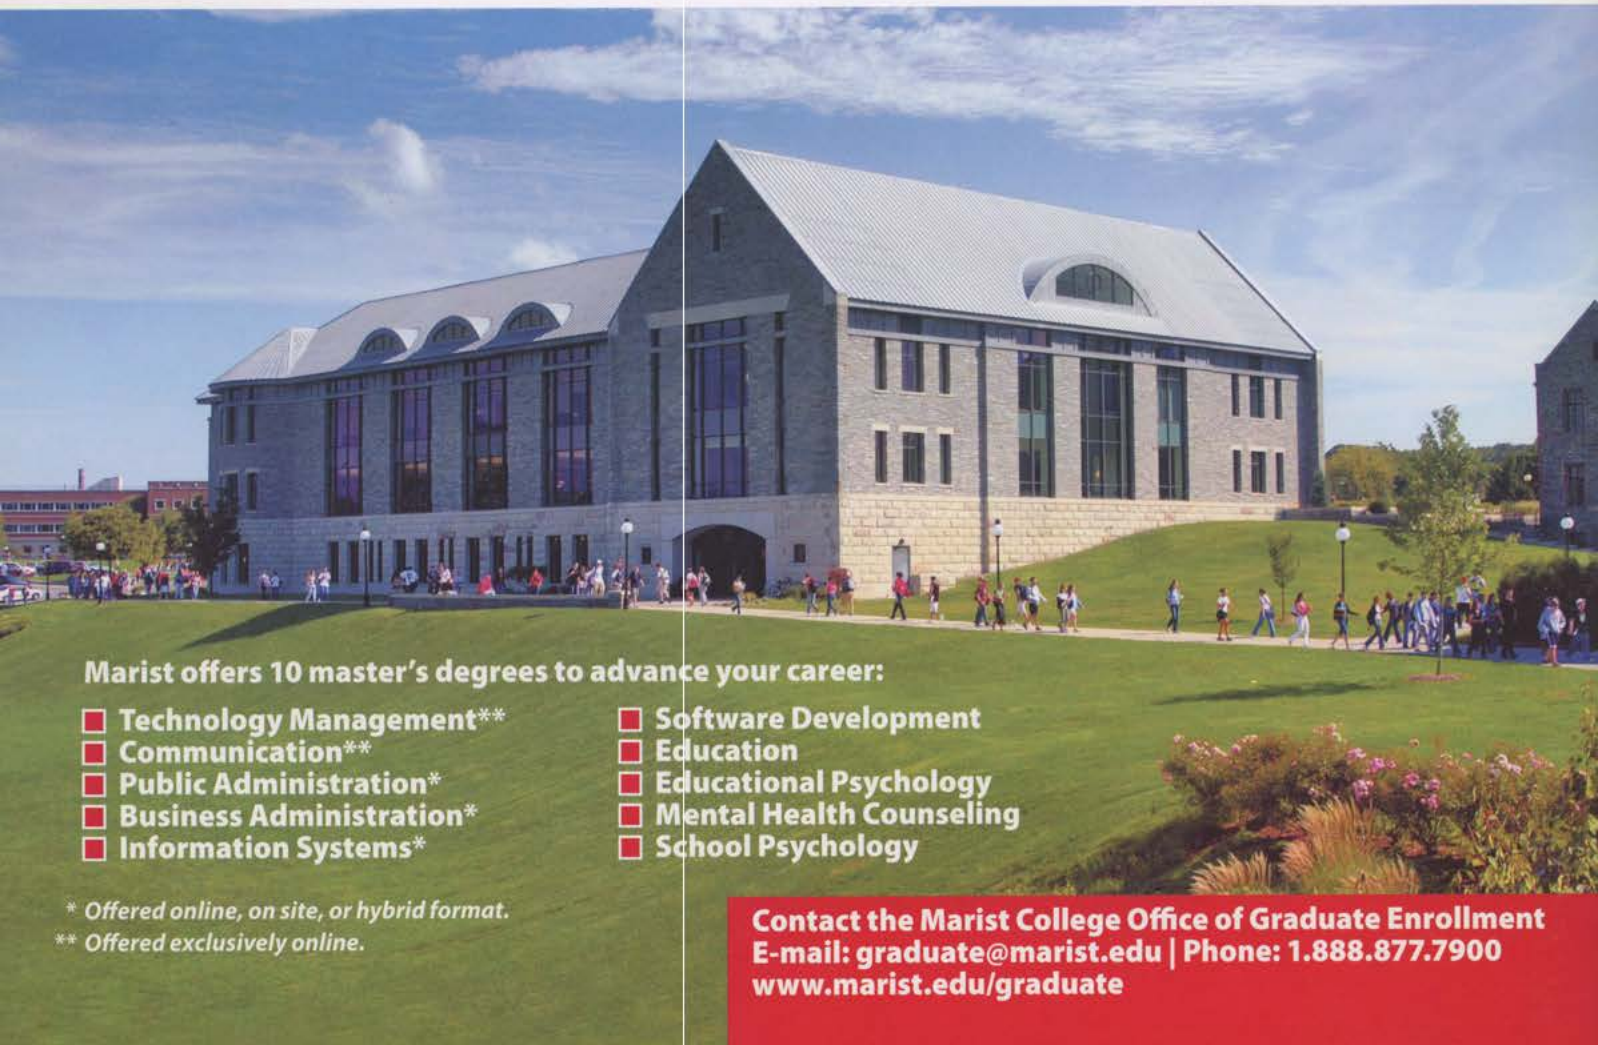 Marist offers 10 master's degrees to advance your career:
Technology Management**
Communication**
Public Administration*
Business Administration*
Information Systems*
Software Development
Education
Educational Psychology
Mental Health Counseling
School Psychology
* Offered online, on site, or hybrid format.
** Offered exclusively online.
Contact the Marist College Office of Graduate Enrollment
E-mail: graduate@marist.edu | Phone: 1.888.877.7900
www.marist.edu/graduate